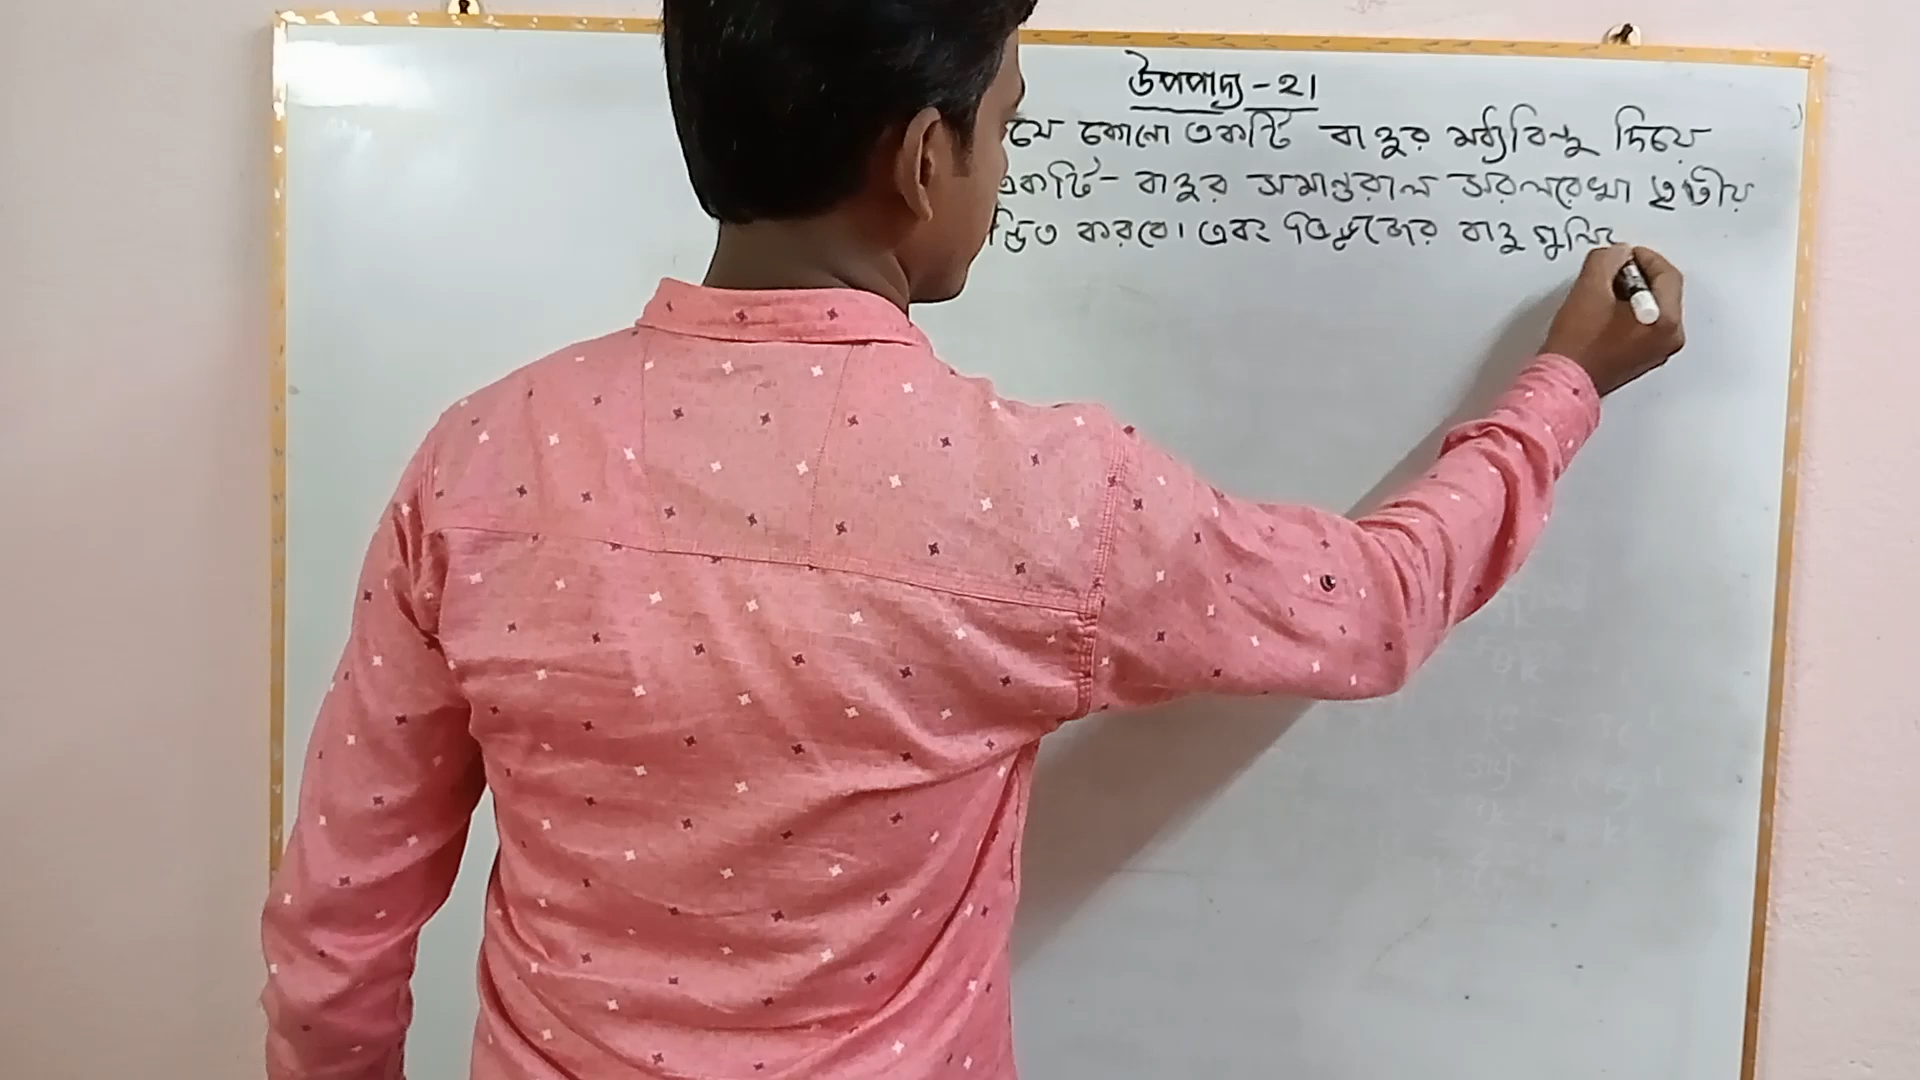 উপপাদ্য - ২১
যে কোনো একটি বাহুর মধ্যবিন্দু দিয়ে
একটি বাহুর সমান্তরাল সরলরেখা তৃতীয়
ন্ডিত করবে। এবং ত্রিভুজের বাহু গুলির